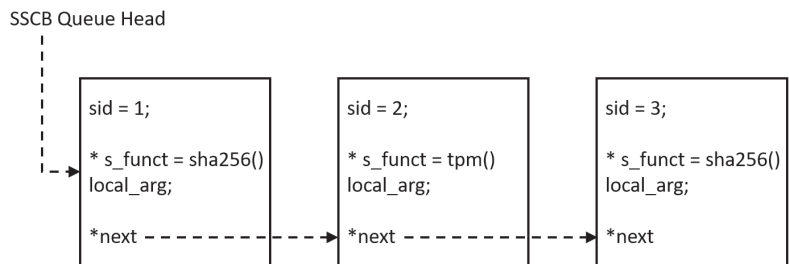 SSCB Queue Head
sid = 1;
* s_funct = sha256()
local_arg;
*next
sid = 2;
* s_funct = tpm()
local_arg;
*next
sid = 3;
* s_funct = sha256()
local_arg;
*next